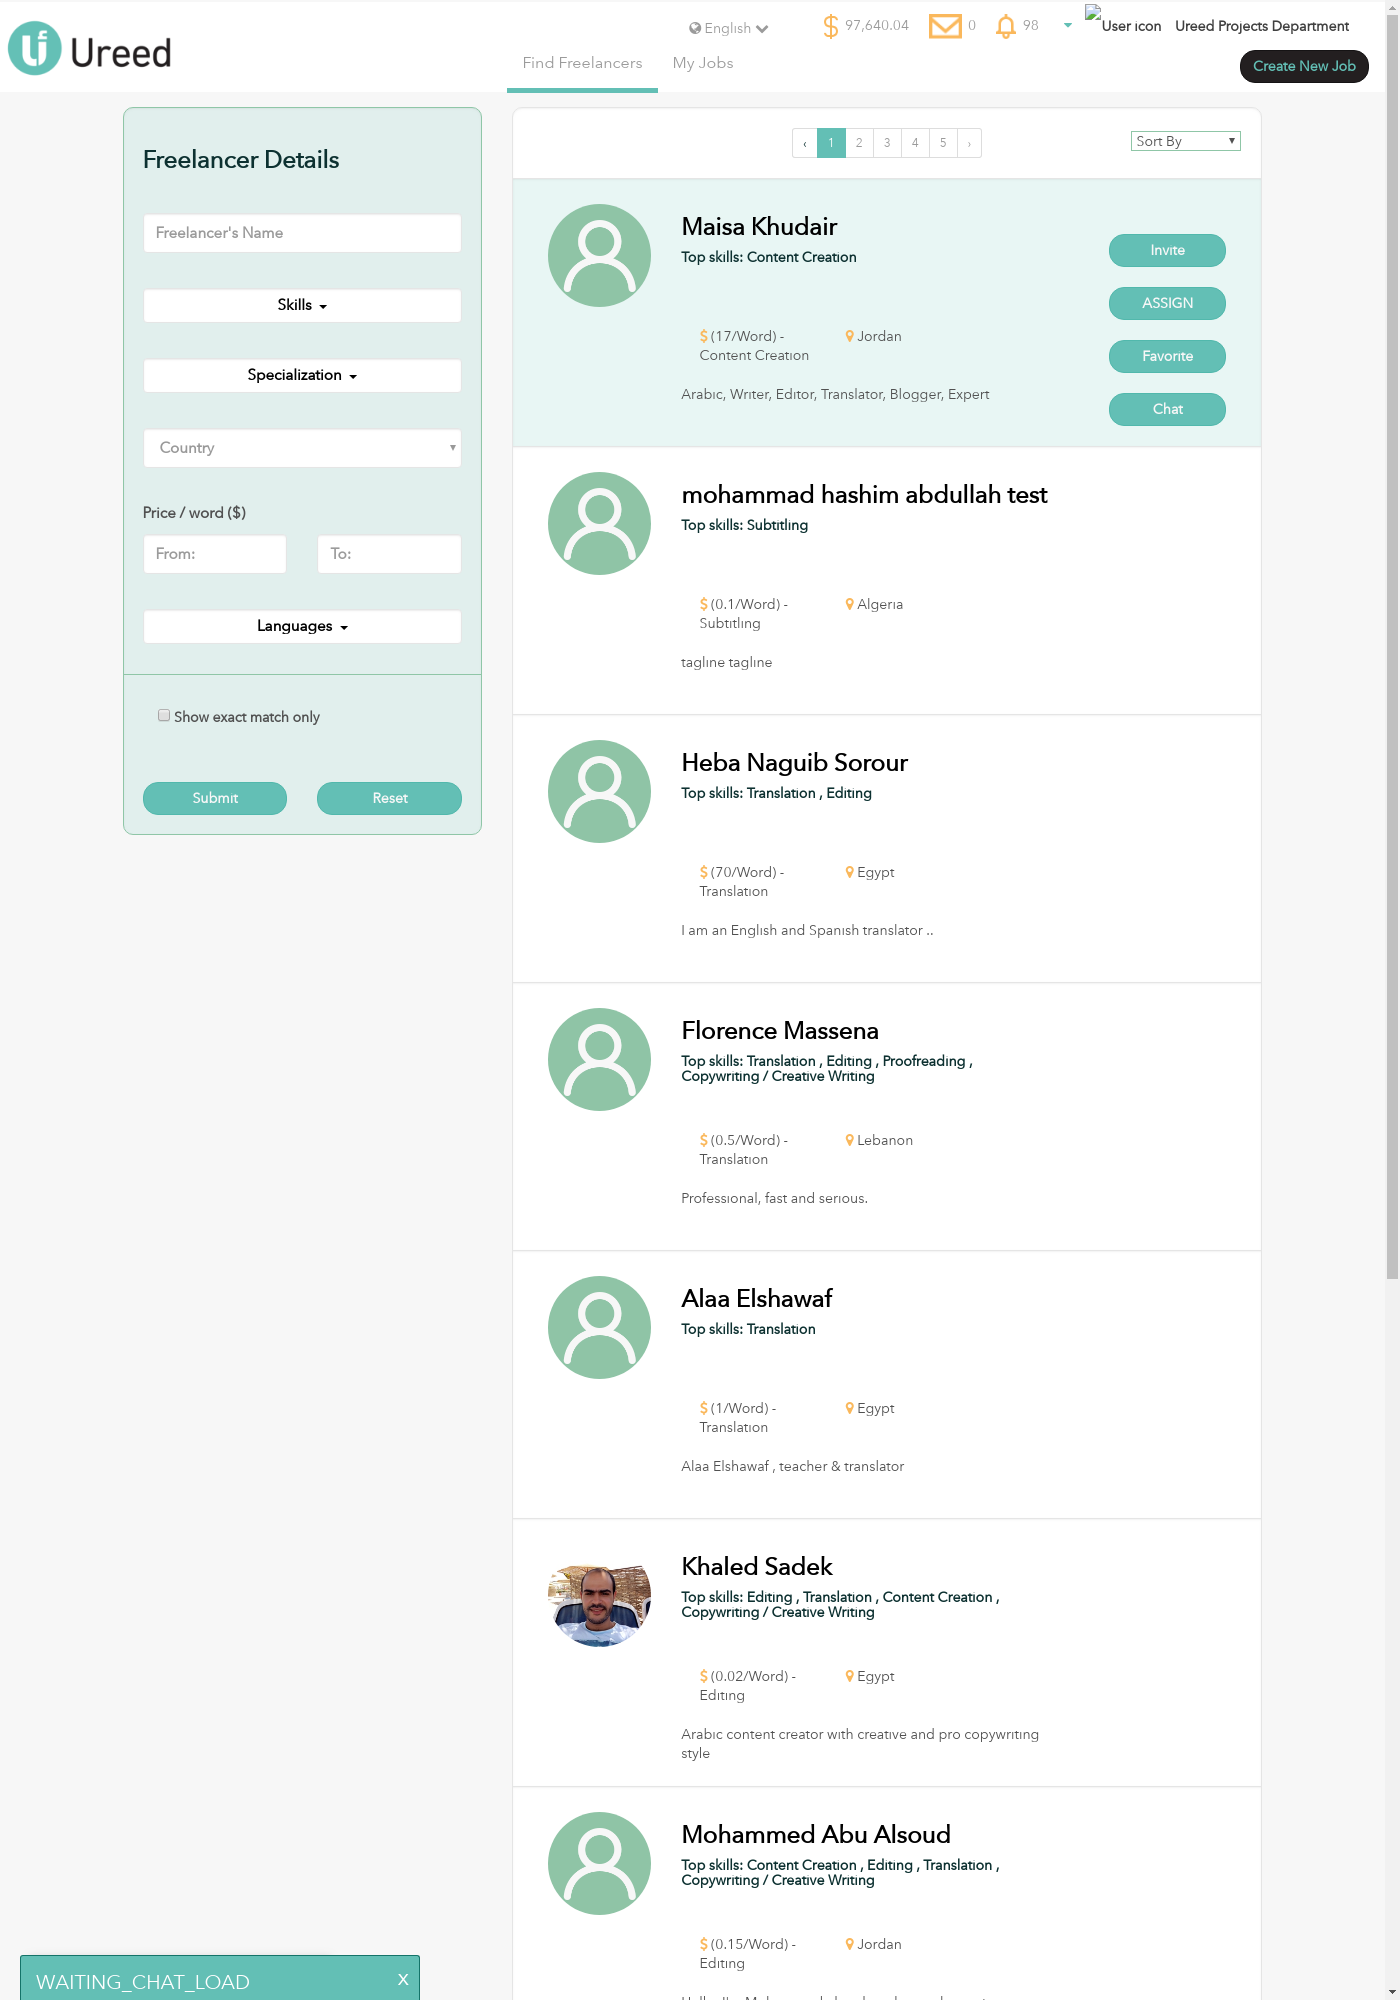 Ureed
English
97,640.04
0
98
User icon
Ureed Projects Department
Find Freelancers
My Jobs
Create New Job
Freelancer Details
Freelancer's Name
Skills
Specialization
Country
Price / word ($)
From:
To:
Languages
Show exact match only
Submit
Reset
‹ 1 2 3 4 5 ›
Sort By
Maisa Khudair
Top skills: Content Creation
$ (17/Word) -
Content Creation
Jordan
Arabic, Writer, Editor, Translator, Blogger, Expert
Invite
ASSIGN
Favorite
Chat
mohammad hashim abdullah test
Top skills: Subtitling
$ (0.1/Word) -
Subtitling
Algeria
tagline tagline
Heba Naguib Sorour
Top skills: Translation , Editing
$ (70/Word) -
Translation
Egypt
I am an English and Spanish translator ..
Florence Massena
Top skills: Translation , Editing , Proofreading ,
Copywriting / Creative Writing
$ (0.5/Word) -
Translation
Lebanon
Professional, fast and serious.
Alaa Elshawaf
Top skills: Translation
$ (1/Word) -
Translation
Egypt
Alaa Elshawaf , teacher & translator
Khaled Sadek
Top skills: Editing , Translation , Content Creation ,
Copywriting / Creative Writing
$ (0.02/Word) -
Editing
Egypt
Arabic content creator with creative and pro copywriting
style
Mohammed Abu Alsoud
Top skills: Content Creation , Editing , Translation ,
Copywriting / Creative Writing
$ (0.15/Word) -
Editing
Jordan
WAITING_CHAT_LOAD
X